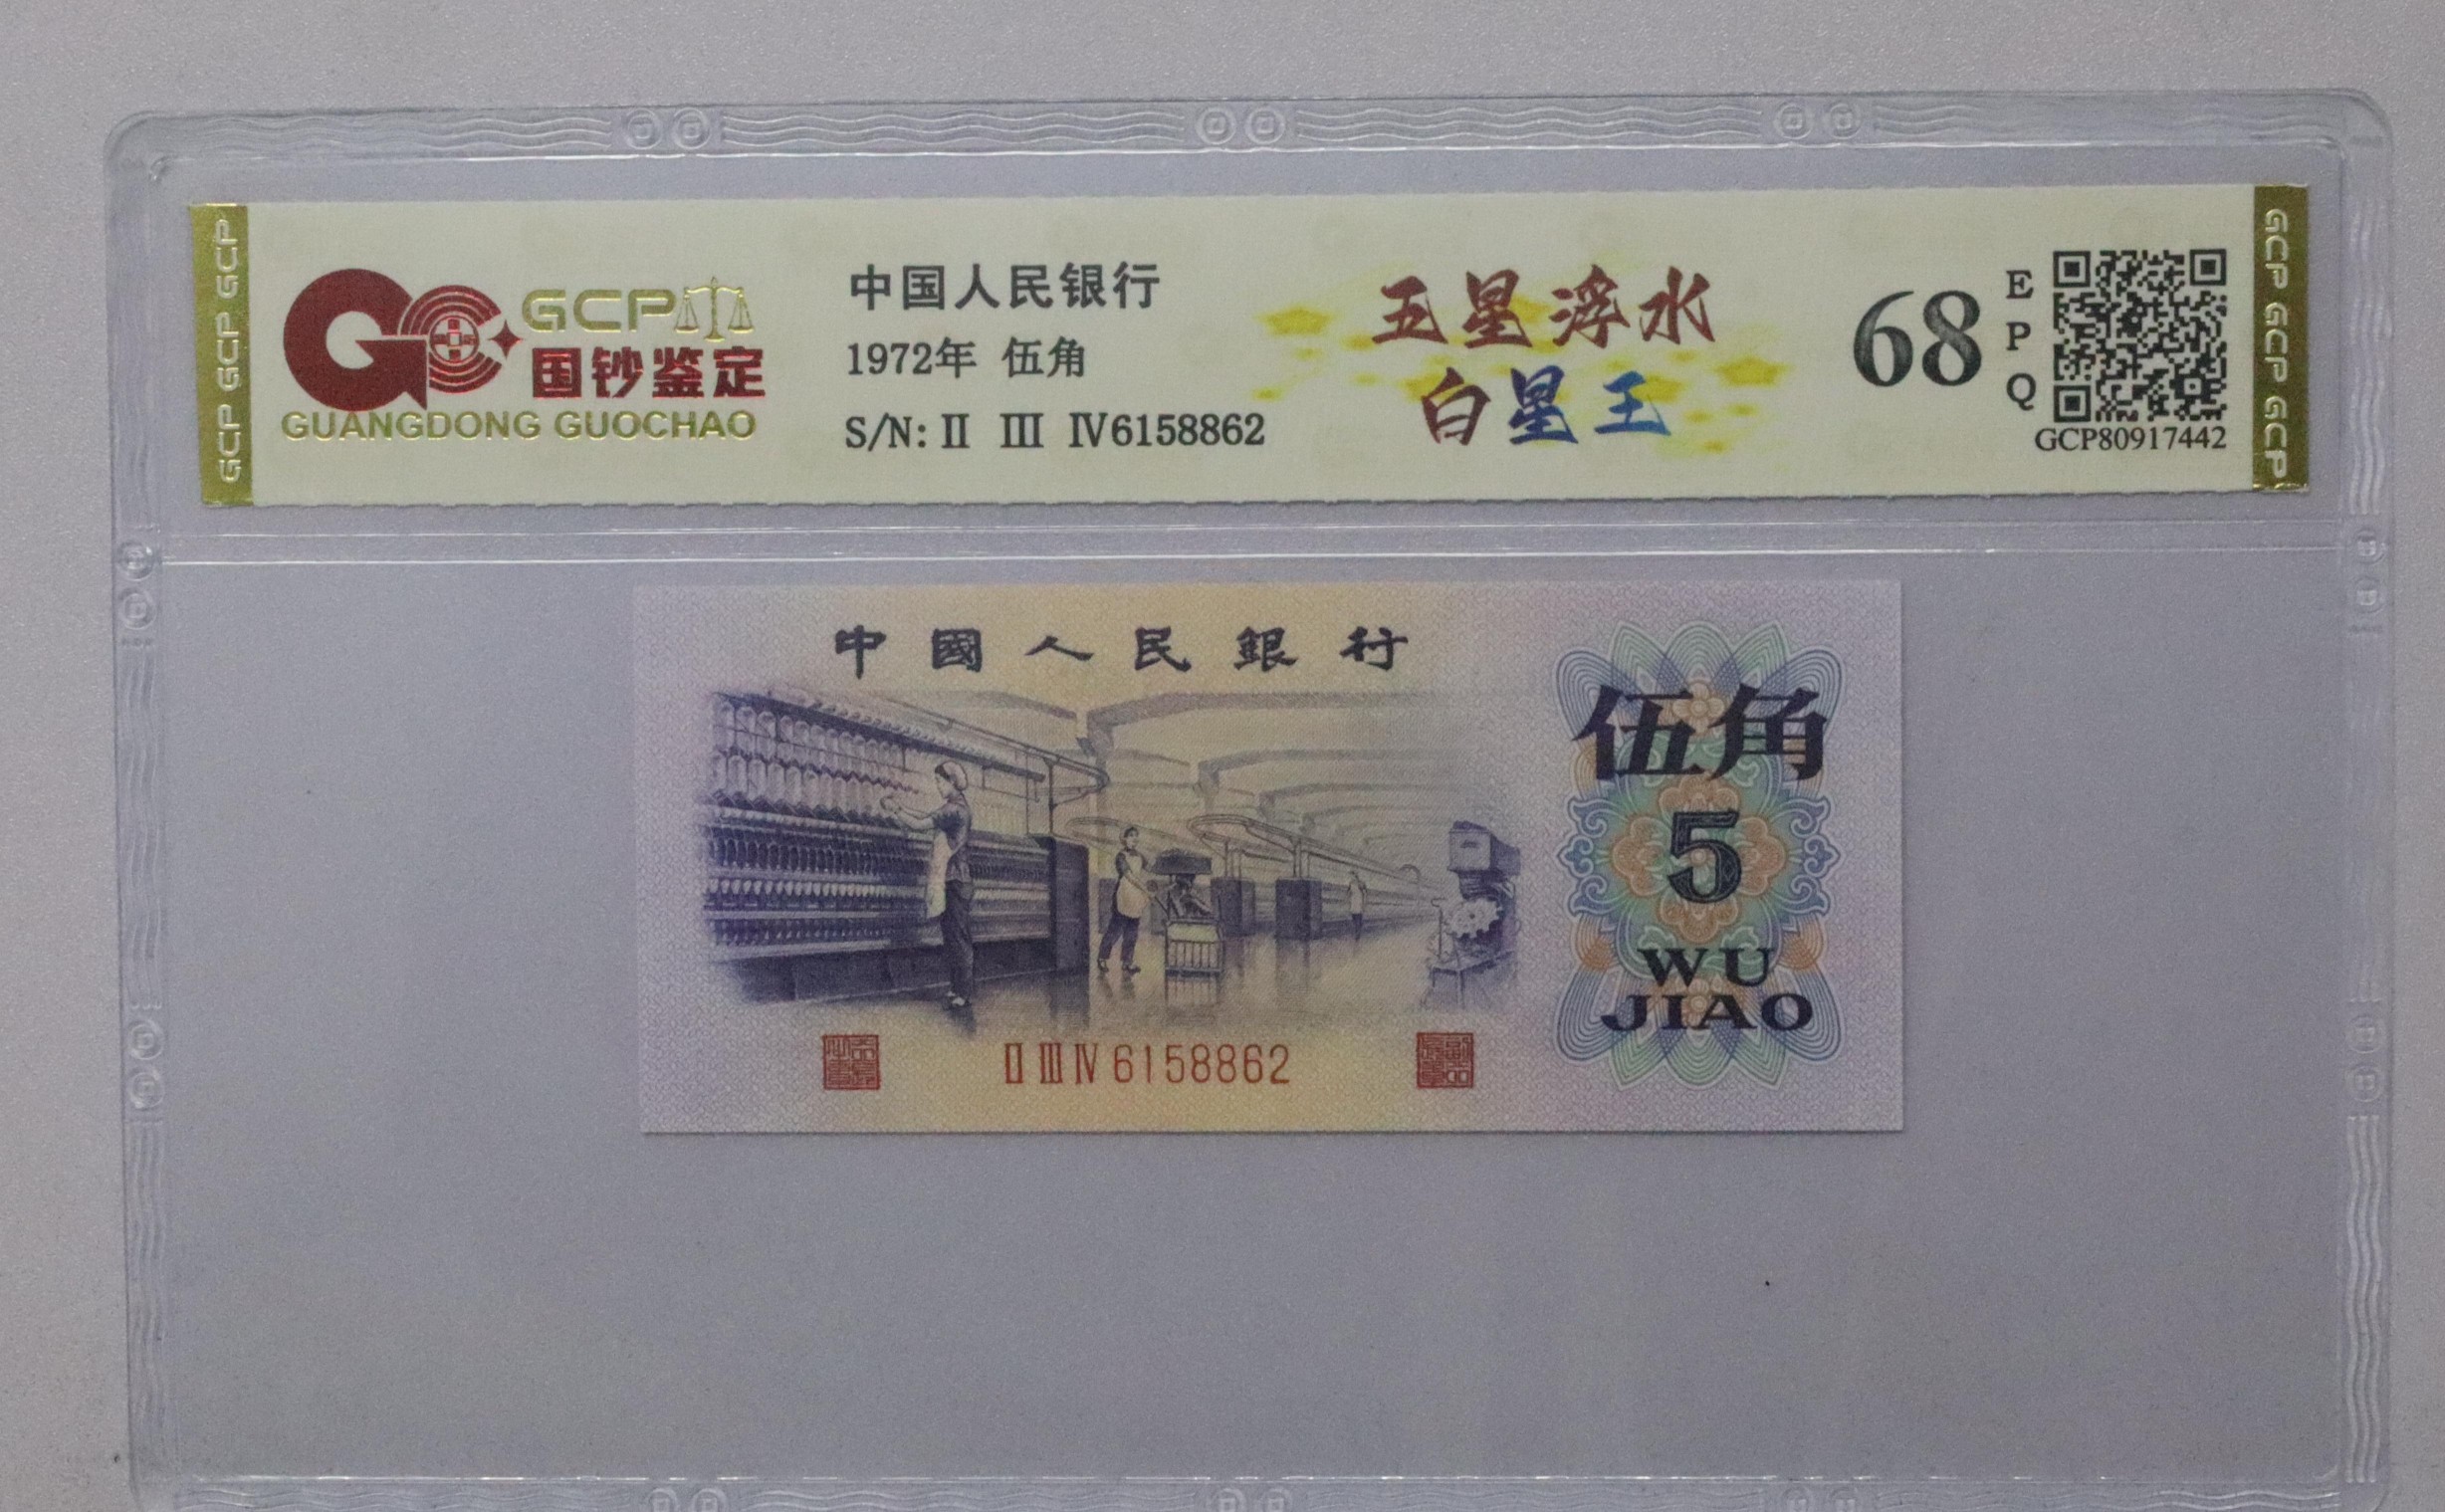 GCP GCP GCP
GCP
国钞鉴定
GUANGDONG GUOCHAO
中国人民银行
1972年 伍角
S/N: Ⅱ Ⅲ Ⅳ6158862
五星浮水
白星王
68
EPQ
GCP80917442
GCP GCP GCP
中國人民銀行
伍角
5
WU
JIAO
Ⅱ Ⅲ Ⅳ 6158862